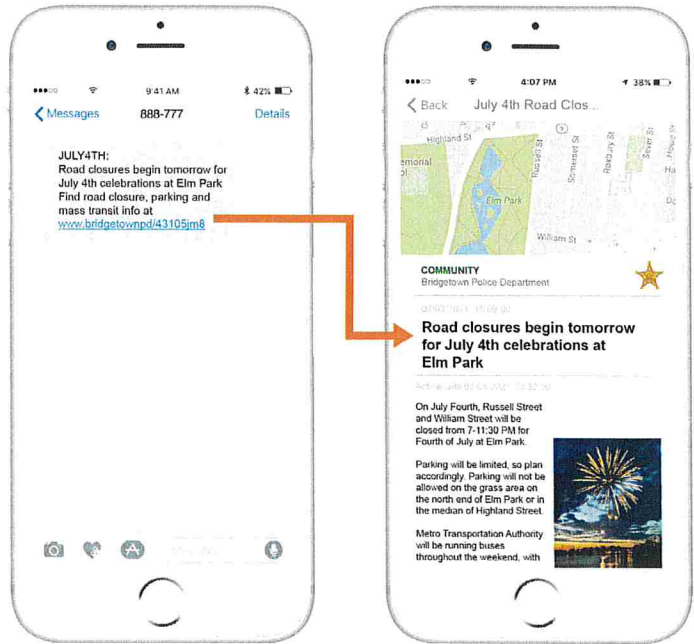 9:41 AM
42%
Messages
888-777
Details
JULY4TH:
Road closures begin tomorrow for
July 4th celebrations at Elm Park
Find road closure, parking and
mass transit info at
www.bridgetownpd/43105jm8
4:07 PM
38%
Back
July 4th Road Clos...
Highland St
Elm Park
Russell St
Somerset St
Roxbury St
Sever St
William St
COMMUNITY
Bridgetown Police Department
Road closures begin tomorrow
for July 4th celebrations at
Elm Park
On July Fourth, Russell Street
and William Street will be
closed from 7-11:30 PM for
Fourth of July at Elm Park.
Parking will be limited, so plan
accordingly. Parking will not be
allowed on the grass area on
the north end of Elm Park or in
the median of Highland Street.
Metro Transportation Authority
will be running buses
throughout the weekend, with